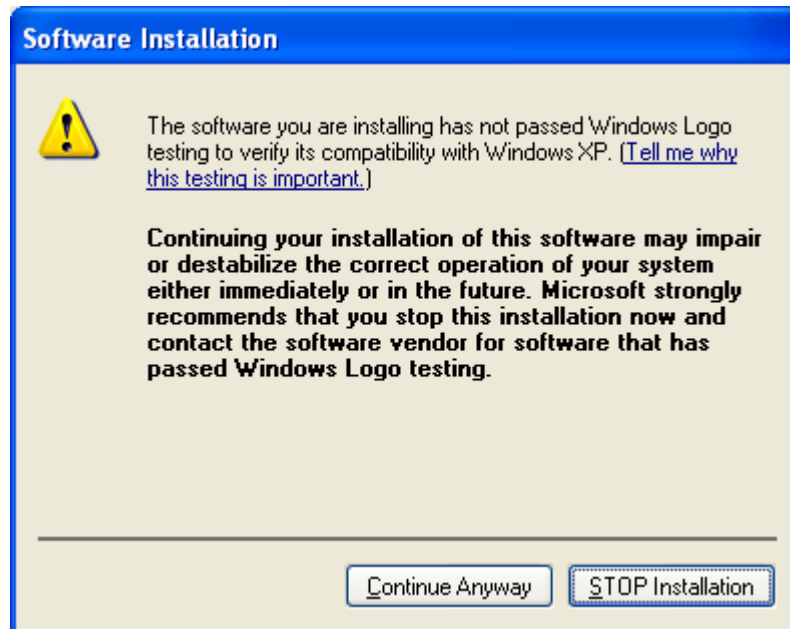 Software Installation
The software you are installing has not passed Windows Logo
testing to verify its compatibility with Windows XP. (Tell me why
this testing is important.)
Continuing your installation of this software may impair
or destabilize the correct operation of your system
either immediately or in the future. Microsoft strongly
recommends that you stop this installation now and
contact the software vendor for software that has
passed Windows Logo testing.
Continue Anyway
STOP Installation